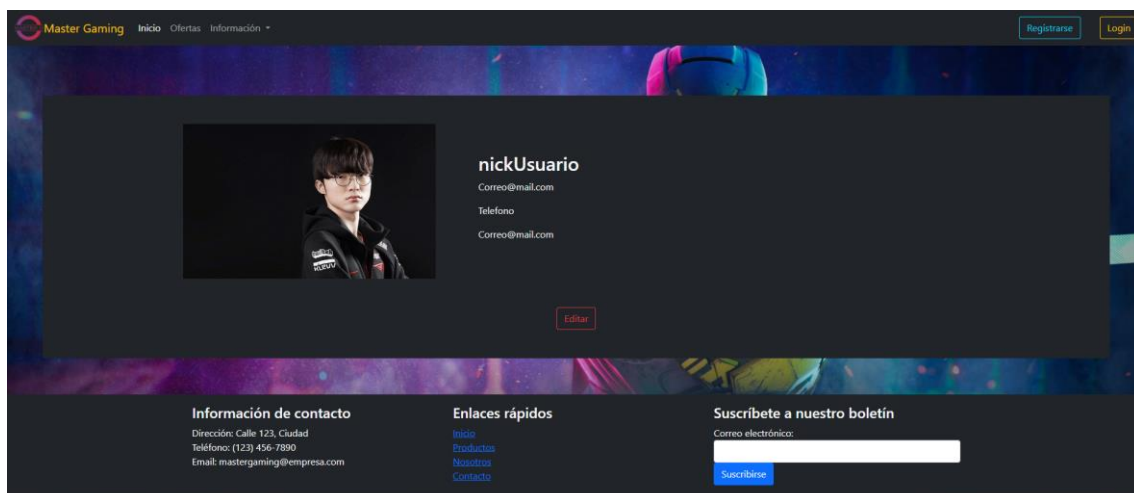 Master Gaming Inicio Ofertas Información Registrarse Login
nickUsuario
Correo@mail.com
Telefono
Correo@mail.com
Editar
Información de contacto
Dirección: Calle 123, Ciudad
Teléfono: (123) 456-7890
Email: mastergaming@empresa.com
Enlaces rápidos
Inicio
Productos
Nosotros
Contacto
Suscríbete a nuestro boletín
Correo electrónico:
Suscribirse